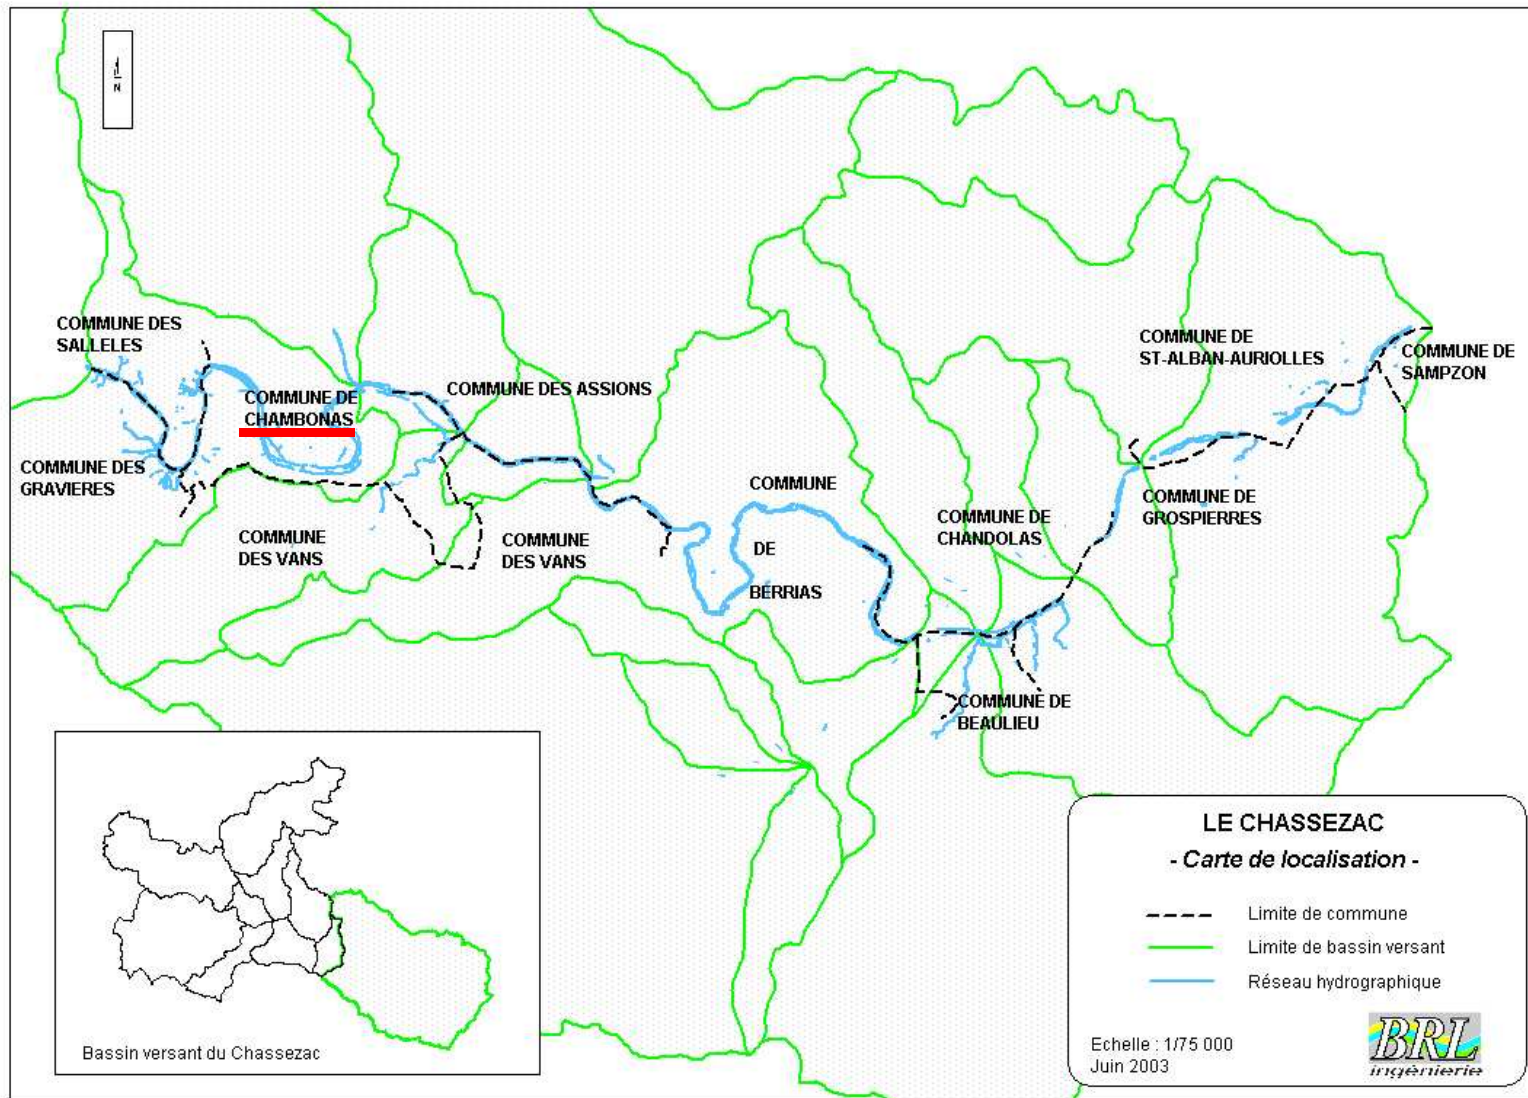 N
COMMUNE DES
SALLELES
COMMUNE DE
CHAMBONAS
COMMUNE DES ASSIONS
COMMUNE DE
ST-ALBAN-AURIOLLES
COMMUNE DE
SAMPZON
COMMUNE DES
GRAVIERES
COMMUNE
DES VANS
COMMUNE
DES VANS
COMMUNE
DE
BERRIAS
COMMUNE DE
CHANDOLAS
COMMUNE DE
GROSPIERRES
COMMUNE DE
BEAULIEU
Bassin versant du Chassezac
LE CHASSEZAC
- Carte de localisation -
Limite de commune
Limite de bassin versant
Réseau hydrographique
Echelle : 1/75 000
Juin 2003
BRL
ingénierie